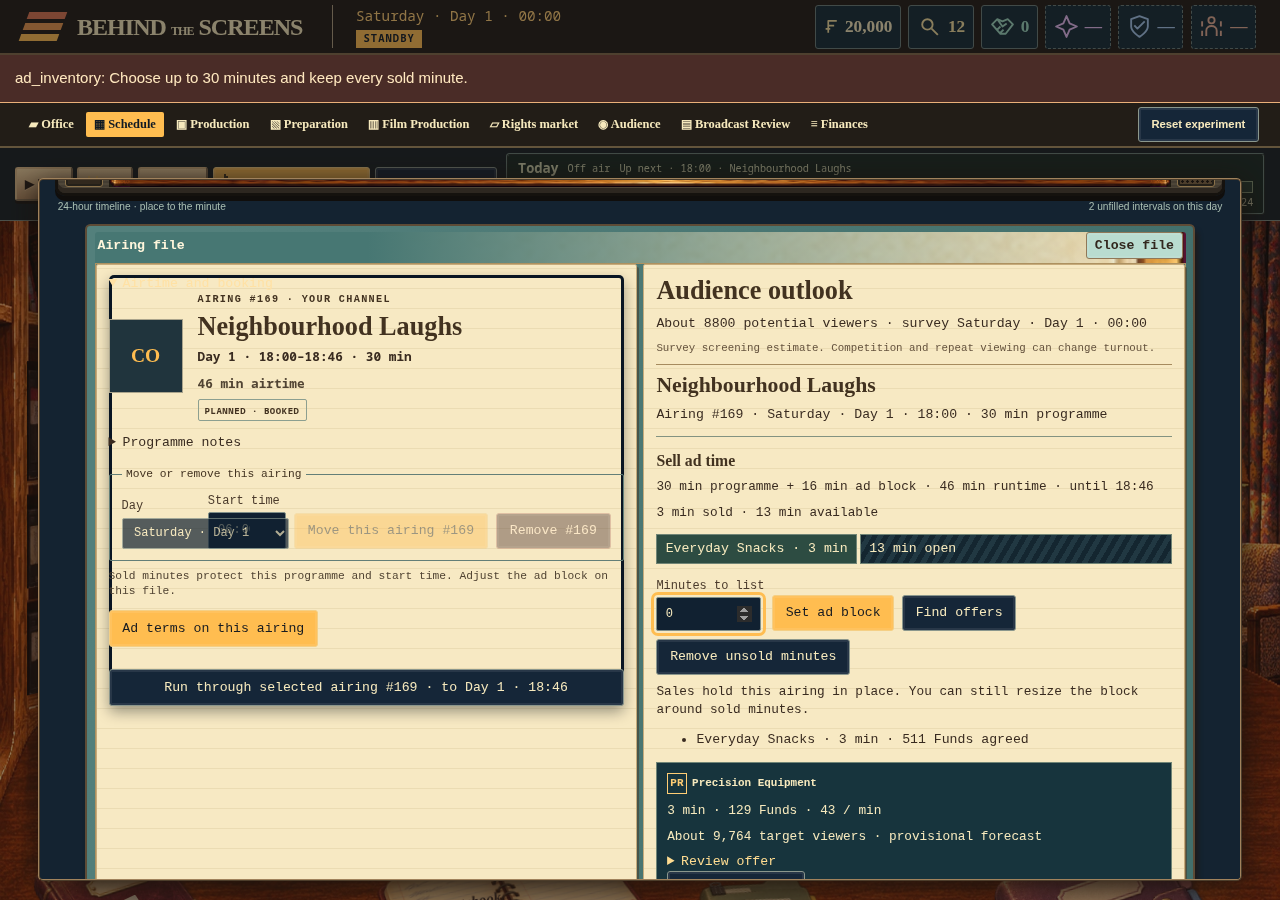 BEHIND THE SCREENS
Saturday · Day 1 · 00:00
STANDBY
20,000
12
0
—
—
—
ad_inventory: Choose up to 30 minutes and keep every sold minute.
Office
Schedule
Production
Preparation
Film Production
Rights market
Audience
Broadcast Review
Finances
Reset experiment
Today Off air Up next · 18:00 · Neighbourhood Laughs
24
24-hour timeline · place to the minute
2 unfilled intervals on this day
Airing file
Close file
AIRING #169 · YOUR CHANNEL
CO
Neighbourhood Laughs
Day 1 · 18:00–18:46 · 30 min
46 min airtime
PLANNED · BOOKED
Programme notes
Move or remove this airing
Day
Start time
Saturday · Day 1
Move this airing #169
Remove #169
Sold minutes protect this programme and start time. Adjust the ad block on
this file.
Ad terms on this airing
Run through selected airing #169 · to Day 1 · 18:46
Audience outlook
About 8800 potential viewers · survey Saturday · Day 1 · 00:00
Survey screening estimate. Competition and repeat viewing can change turnout.
Neighbourhood Laughs
Airing #169 · Saturday · Day 1 · 18:00 · 30 min programme
Sell ad time
30 min programme + 16 min ad block · 46 min runtime · until 18:46
3 min sold · 13 min available
Everyday Snacks · 3 min
13 min open
Minutes to list
0
Set ad block
Find offers
Remove unsold minutes
Sales hold this airing in place. You can still resize the block
around sold minutes.
• Everyday Snacks · 3 min · 511 Funds agreed
PR Precision Equipment
3 min · 129 Funds · 43 / min
About 9,764 target viewers · provisional forecast
Review offer